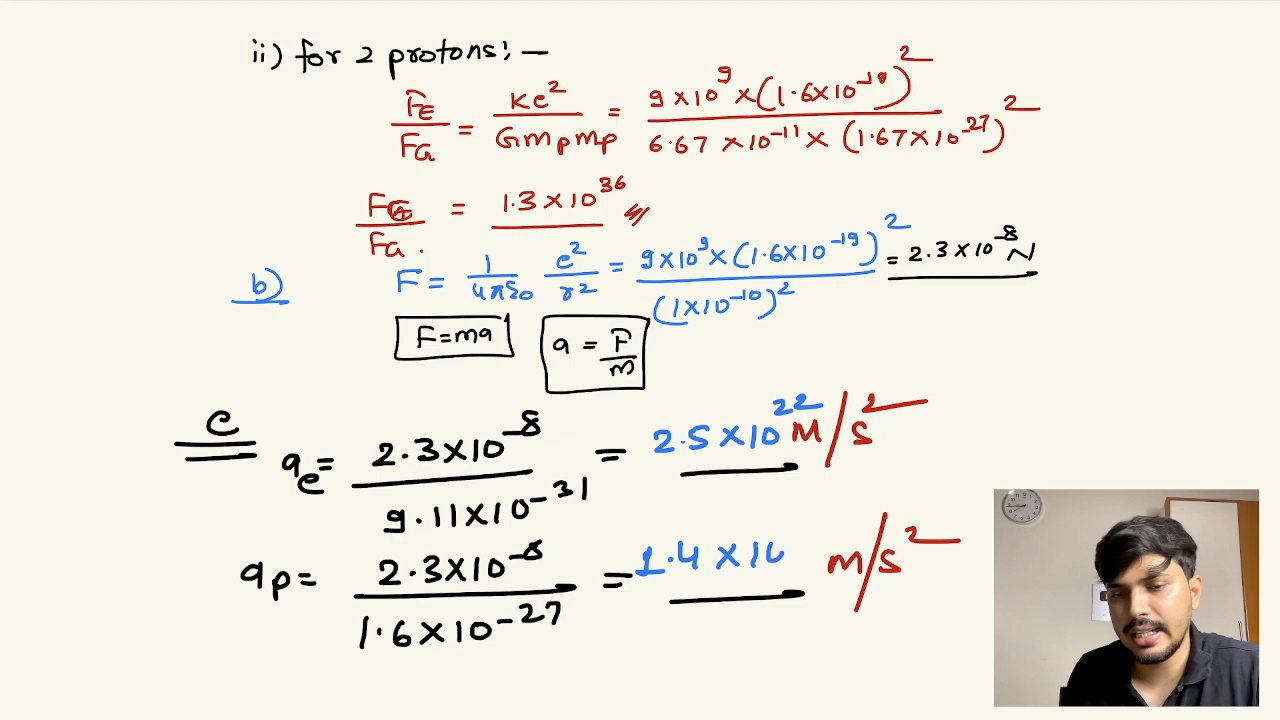 ii) for 2 protons: —
FE/FG = Ke²/Gmpmp = 9×10⁹×(1.6×10⁻¹⁹)²/6.67×10⁻¹¹×(1.67×10⁻²⁷)²
/FG. = 1.3×10³⁶
b) F = 1/4πε0 e²/r² = 9×10⁹×(1.6×10⁻¹⁹)²/(1×10⁻¹⁰)² = 2.3×10⁻⁸ N
F=ma a = F/m
e
ae = 2.3×10⁻⁸/9.11×10⁻³¹ = 2.5×10²² M/s²
ap = 2.3×10⁻⁸/1.6×10⁻²⁷ = 1.4×10 m/s²